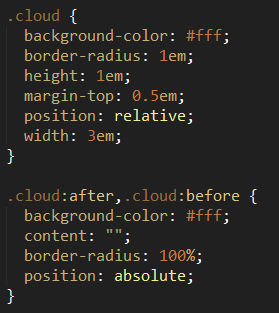 .cloud {
  background-color: #fff;
  border-radius: 1em;
  height: 1em;
  margin-top: 0.5em;
  position: relative;
  width: 3em;
}

.cloud:after,.cloud:before {
  background-color: #fff;
  content: "";
  border-radius: 100%;
  position: absolute;
}